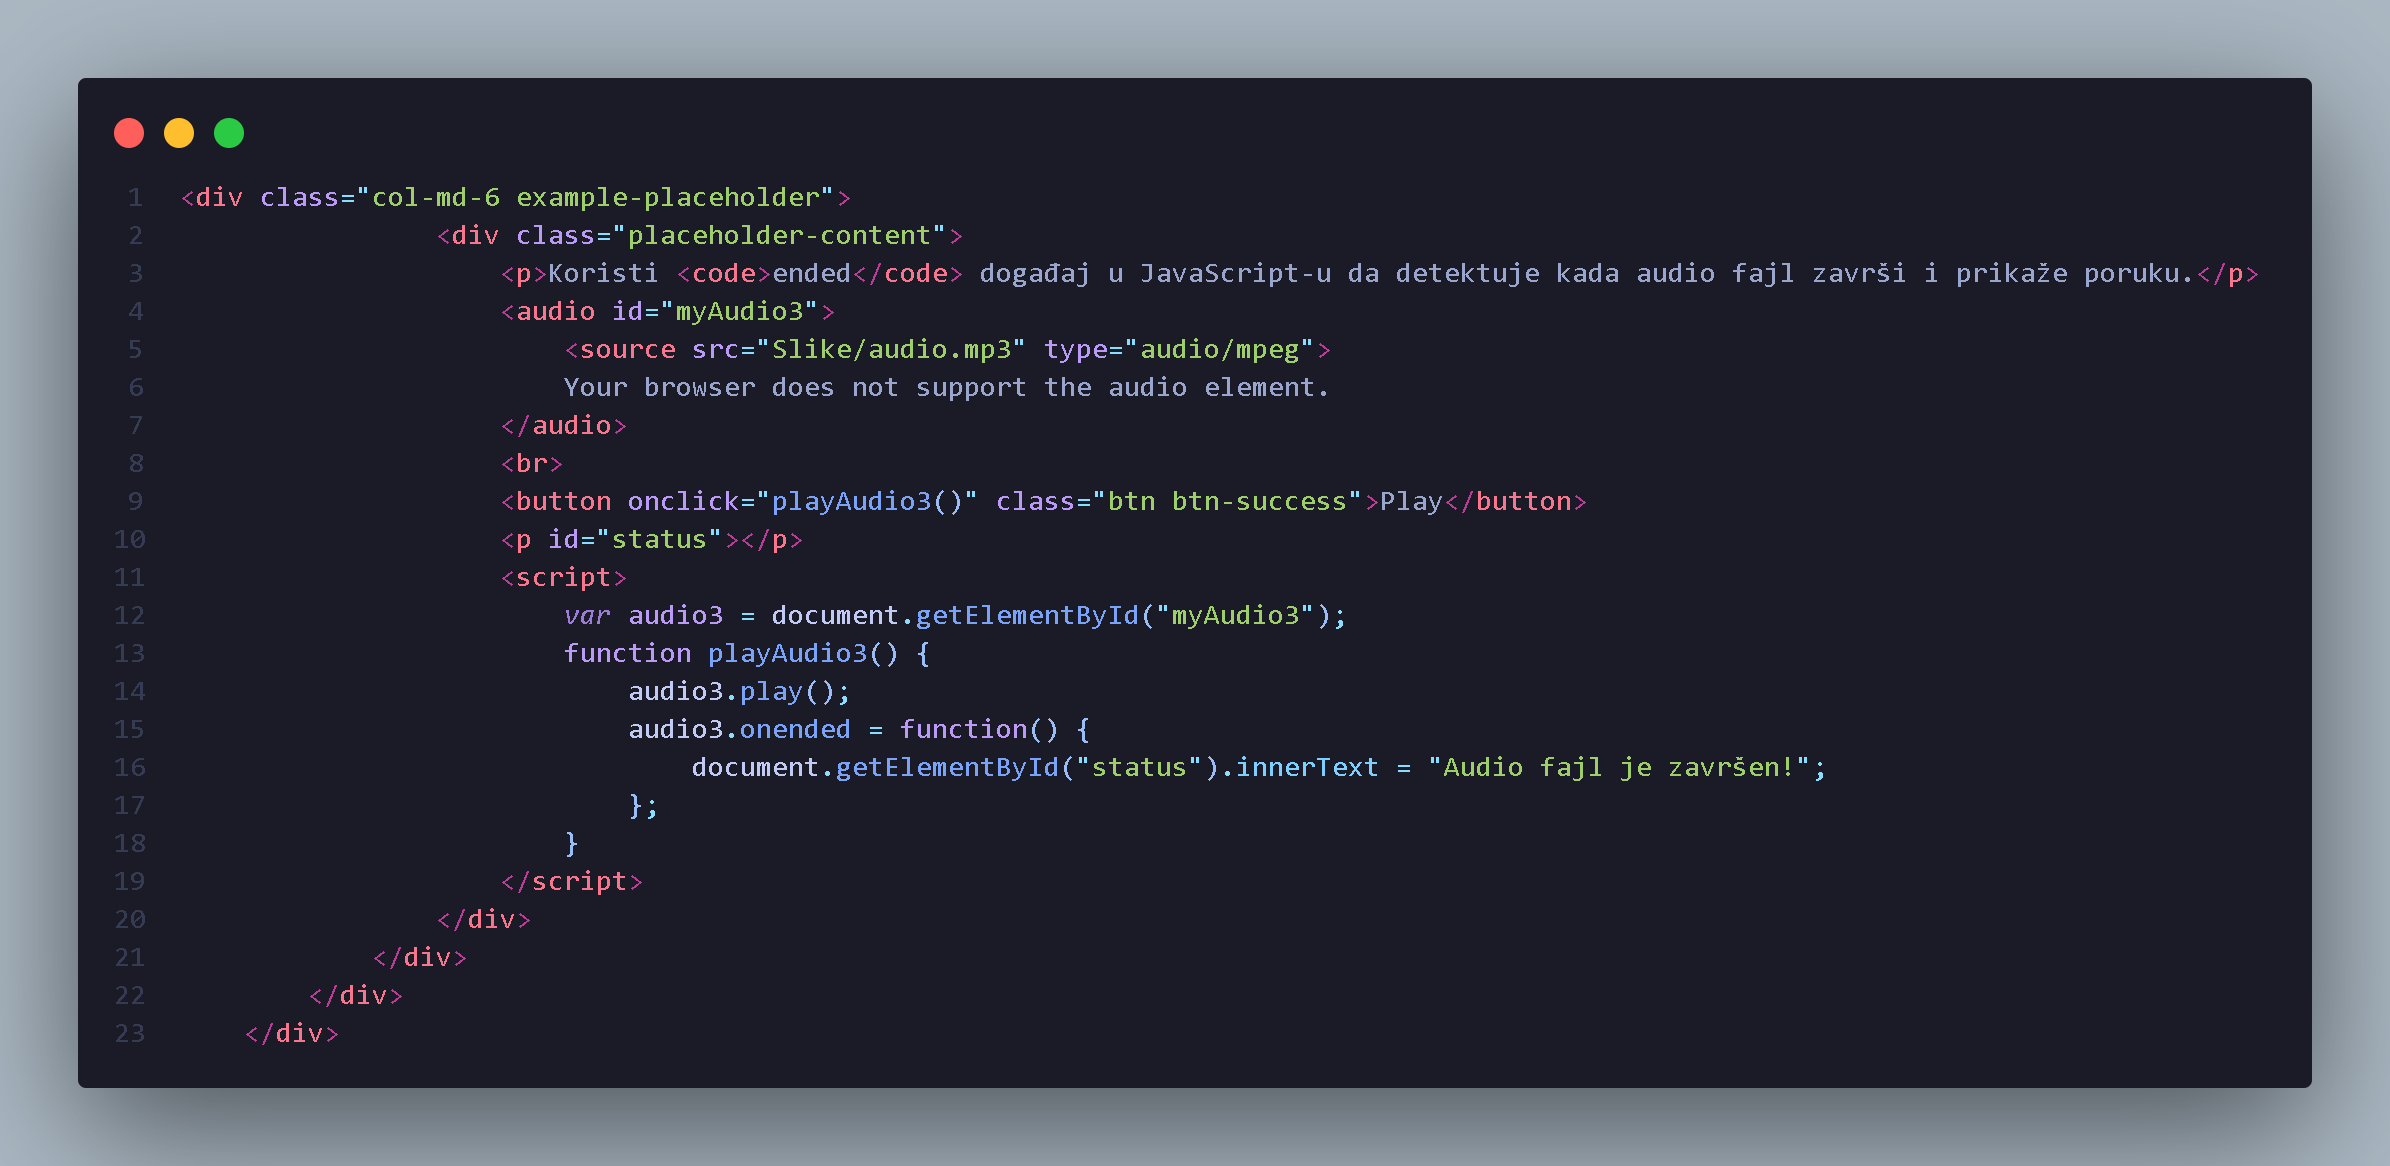 1 <div class="col-md-6 example-placeholder">
2 <div class="placeholder-content">
3 <p>Koristi <code>ended</code> događaj u JavaScript-u da detektuje kada audio fajl završi i prikaže poruku.</p>
4 <audio id="myAudio3">
5 <source src="Slike/audio.mp3" type="audio/mpeg">
6 Your browser does not support the audio element.
7 </audio>
8 <br>
9 <button onclick="playAudio3()" class="btn btn-success">Play</button>
10 <p id="status"></p>
11 <script>
12 var audio3 = document.getElementById("myAudio3");
13 function playAudio3() {
14 audio3.play();
15 audio3.onended = function() {
16 document.getElementById("status").innerText = "Audio fajl je završen!";
17 };
18 }
19 </script>
20 </div>
21 </div>
22 </div>
23 </div>